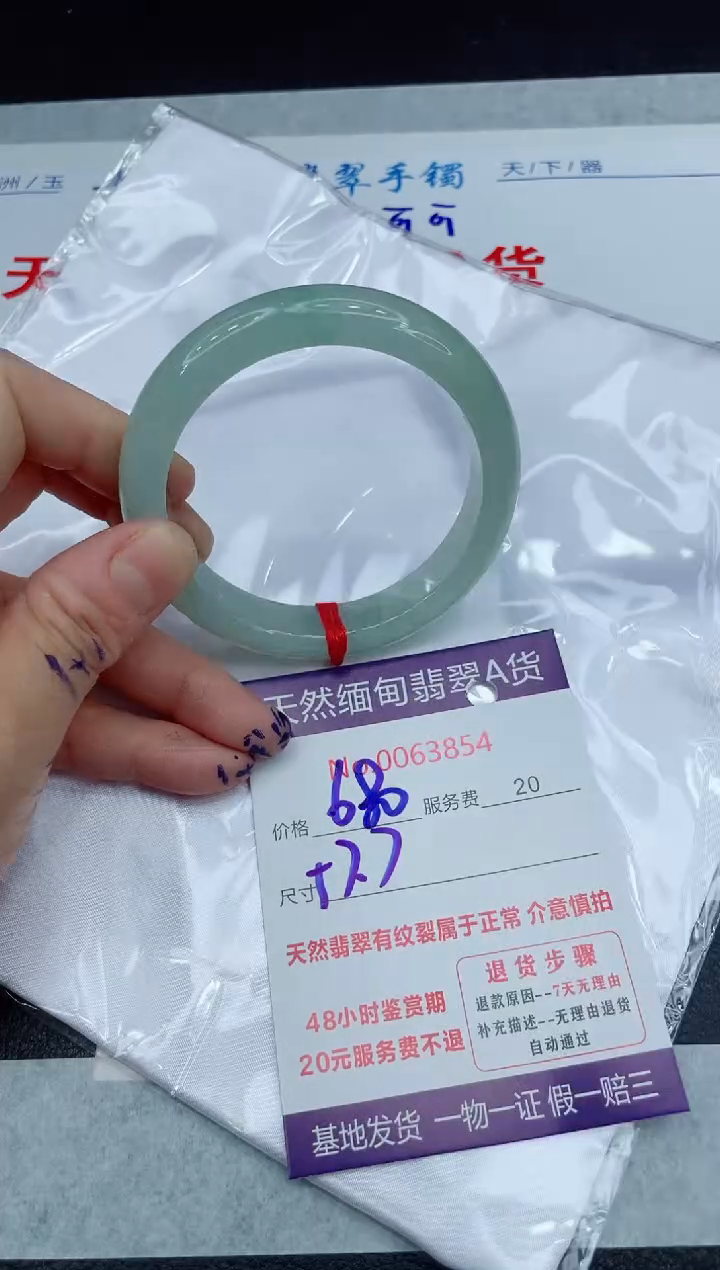 洲/玉
翠手镯
天/下/器
天
货
天然缅甸翡翠A货
No.0063854
价格 680 服务费 20
尺寸
天然翡翠有纹裂属于正常 介意慎拍
48小时鉴赏期
20元服务费不退
退货步骤
退款原因--7天无理由
补充描述--无理由退货
自动通过
基地发货 一物一证 假一赔三